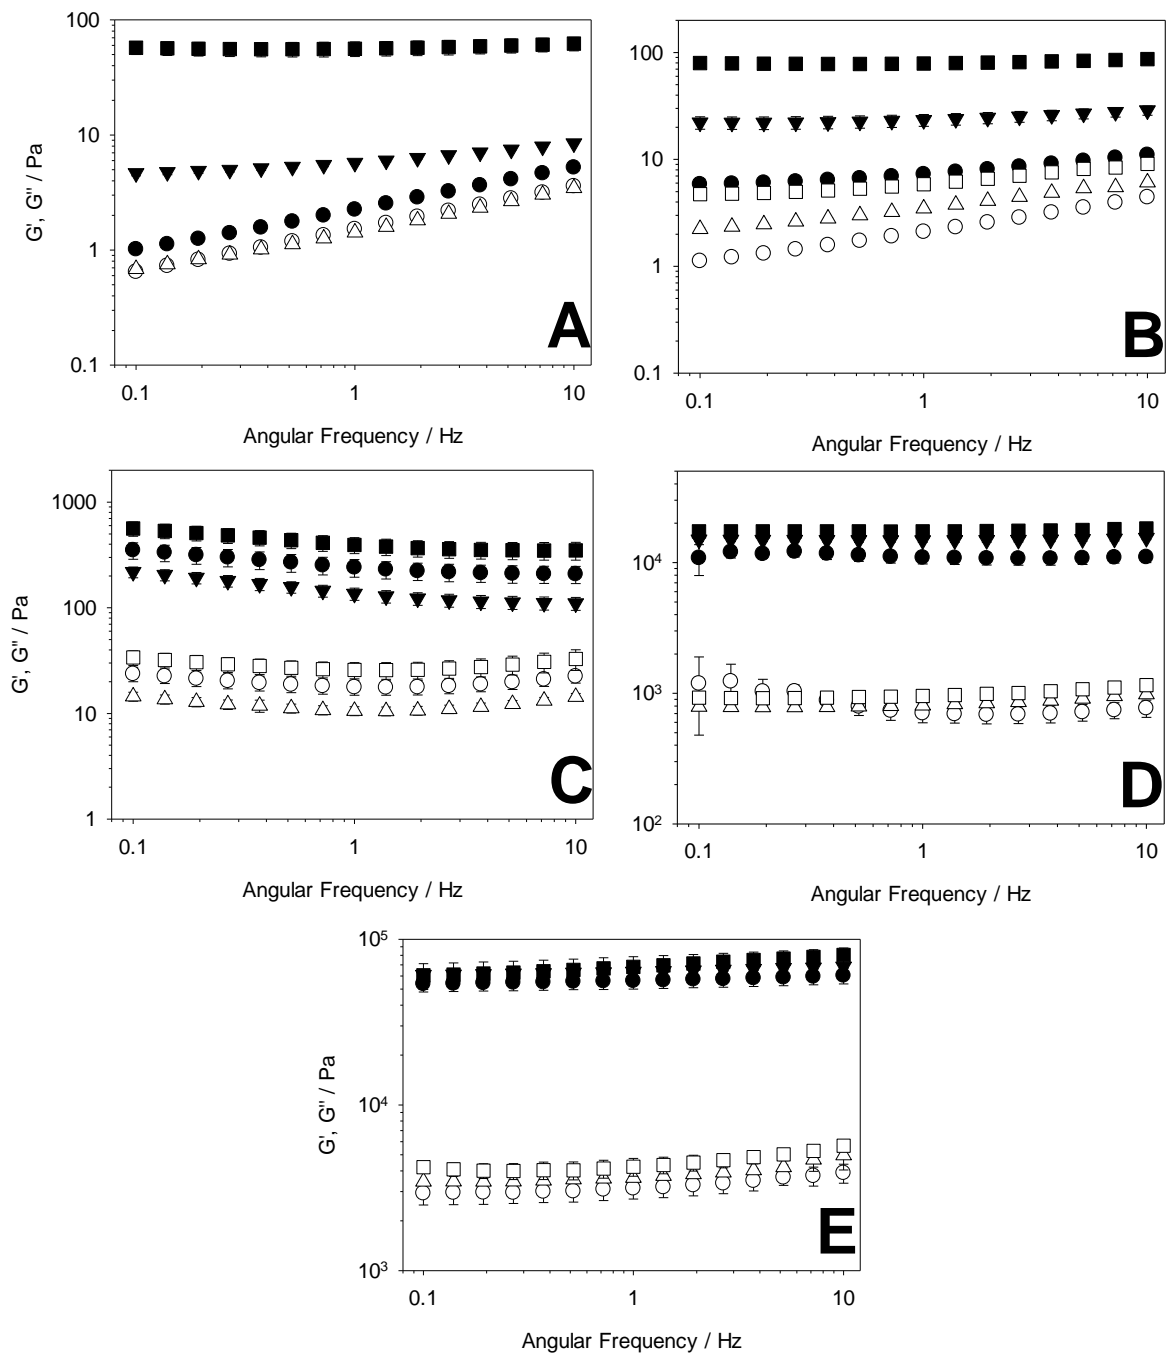 100
10
1
0.1
G', G'' / Pa
0.1 1 10
Angular Frequency / Hz
A
100
10
1
0.1
0.1 1 10
Angular Frequency / Hz
B
1000
100
10
1
G', G'' / Pa
0.1 1 10
Angular Frequency / Hz
C
10⁴
10³
10²
0.1 1 10
Angular Frequency / Hz
D
10⁵
10⁴
10³
G', G'' / Pa
0.1 1 10
Angular Frequency / Hz
E